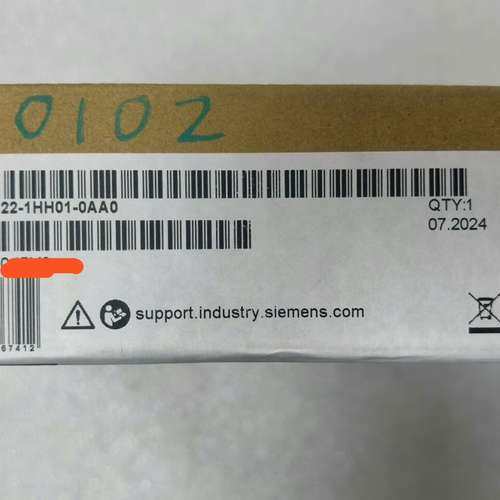 0102
22-1HH01-0AA0
QTY:1
07.2024
support.industry.siemens.com
67412